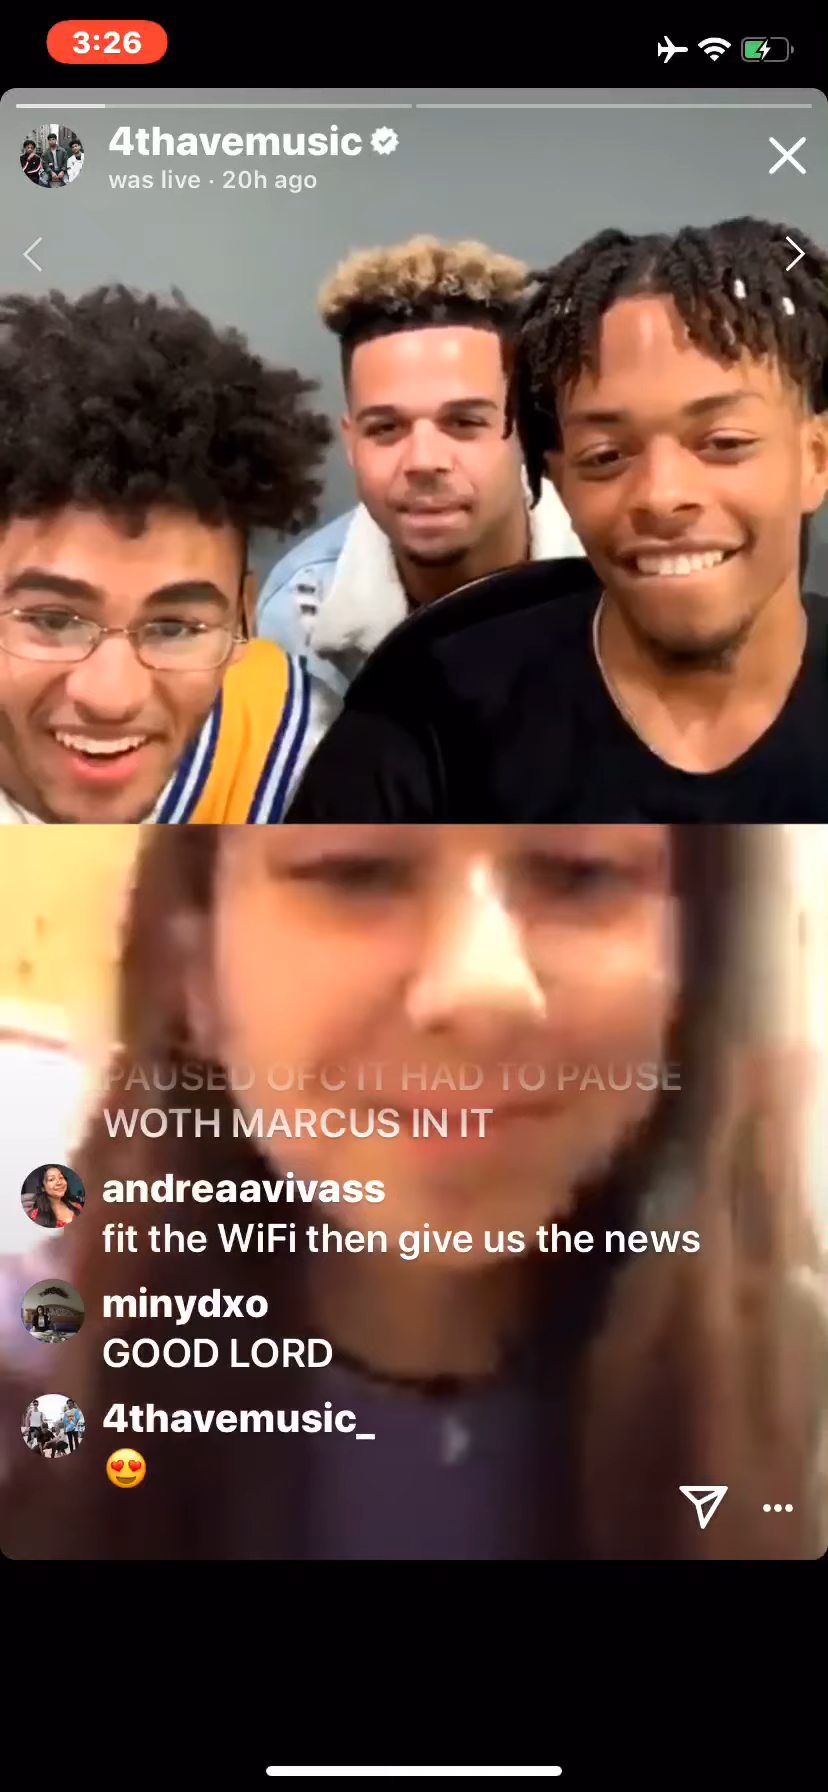 3:26
4thavemusic
was live · 20h ago
PAUSED OFC IT HAD TO PAUSE
WOTH MARCUS IN IT
andreaavivass
fit the WiFi then give us the news
minydxo
GOOD LORD
4thavemusic_
😍